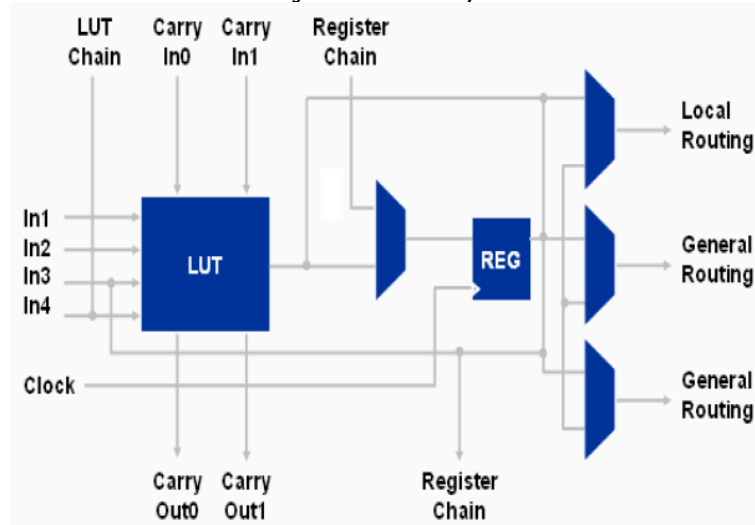 LUT
Chain
Carry
In0
Carry
In1
Register
Chain
Local
Routing
In1
In2
In3
In4
LUT
REG
General
Routing
Clock
General
Routing
Carry
Out0
Carry
Out1
Register
Chain